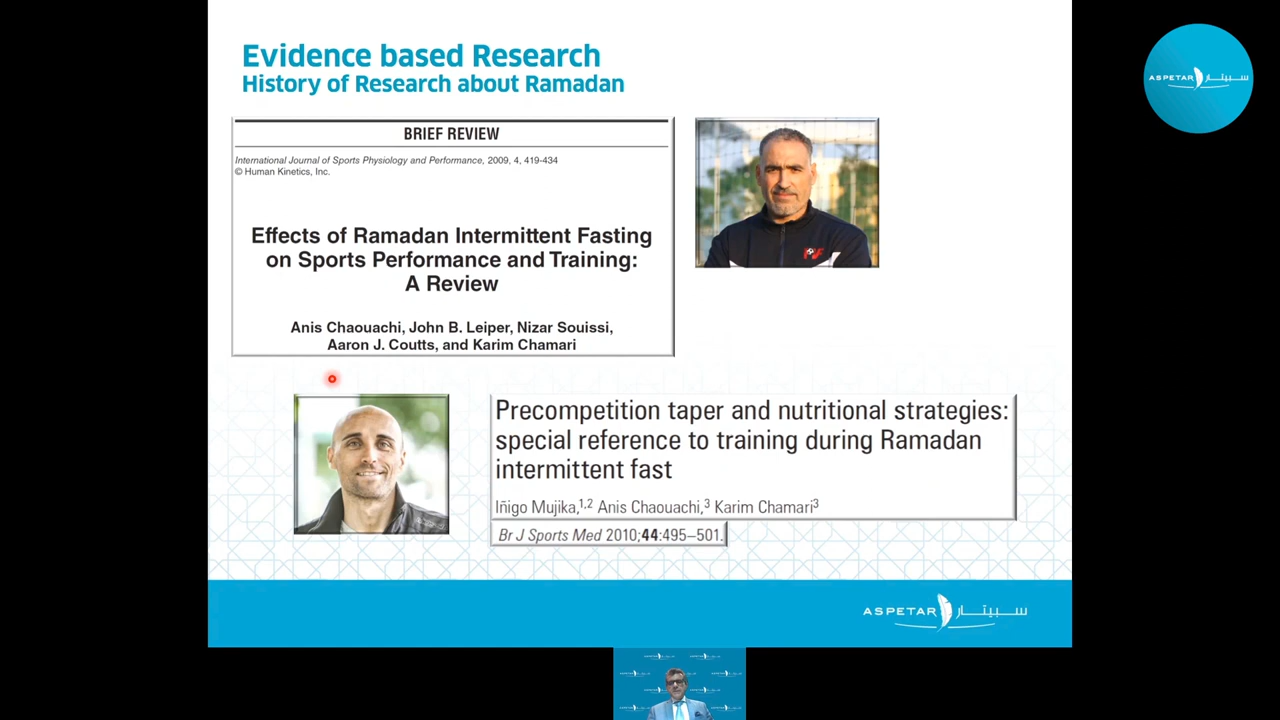 Evidence based Research
History of Research about Ramadan
BRIEF REVIEW
International Journal of Sports Physiology and Performance, 2009, 4, 419-434
© Human Kinetics, Inc.
Effects of Ramadan Intermittent Fasting
on Sports Performance and Training:
A Review
Anis Chaouachi, John B. Leiper, Nizar Souissi,
Aaron J. Coutts, and Karim Chamari
Precompetition taper and nutritional strategies:
special reference to training during Ramadan
intermittent fast
Iñigo Mujika,1,2 Anis Chaouachi,3 Karim Chamari3
Br J Sports Med 2010;44:495–501.
ASPETAR سبيتار
ASPETAR سبيتار